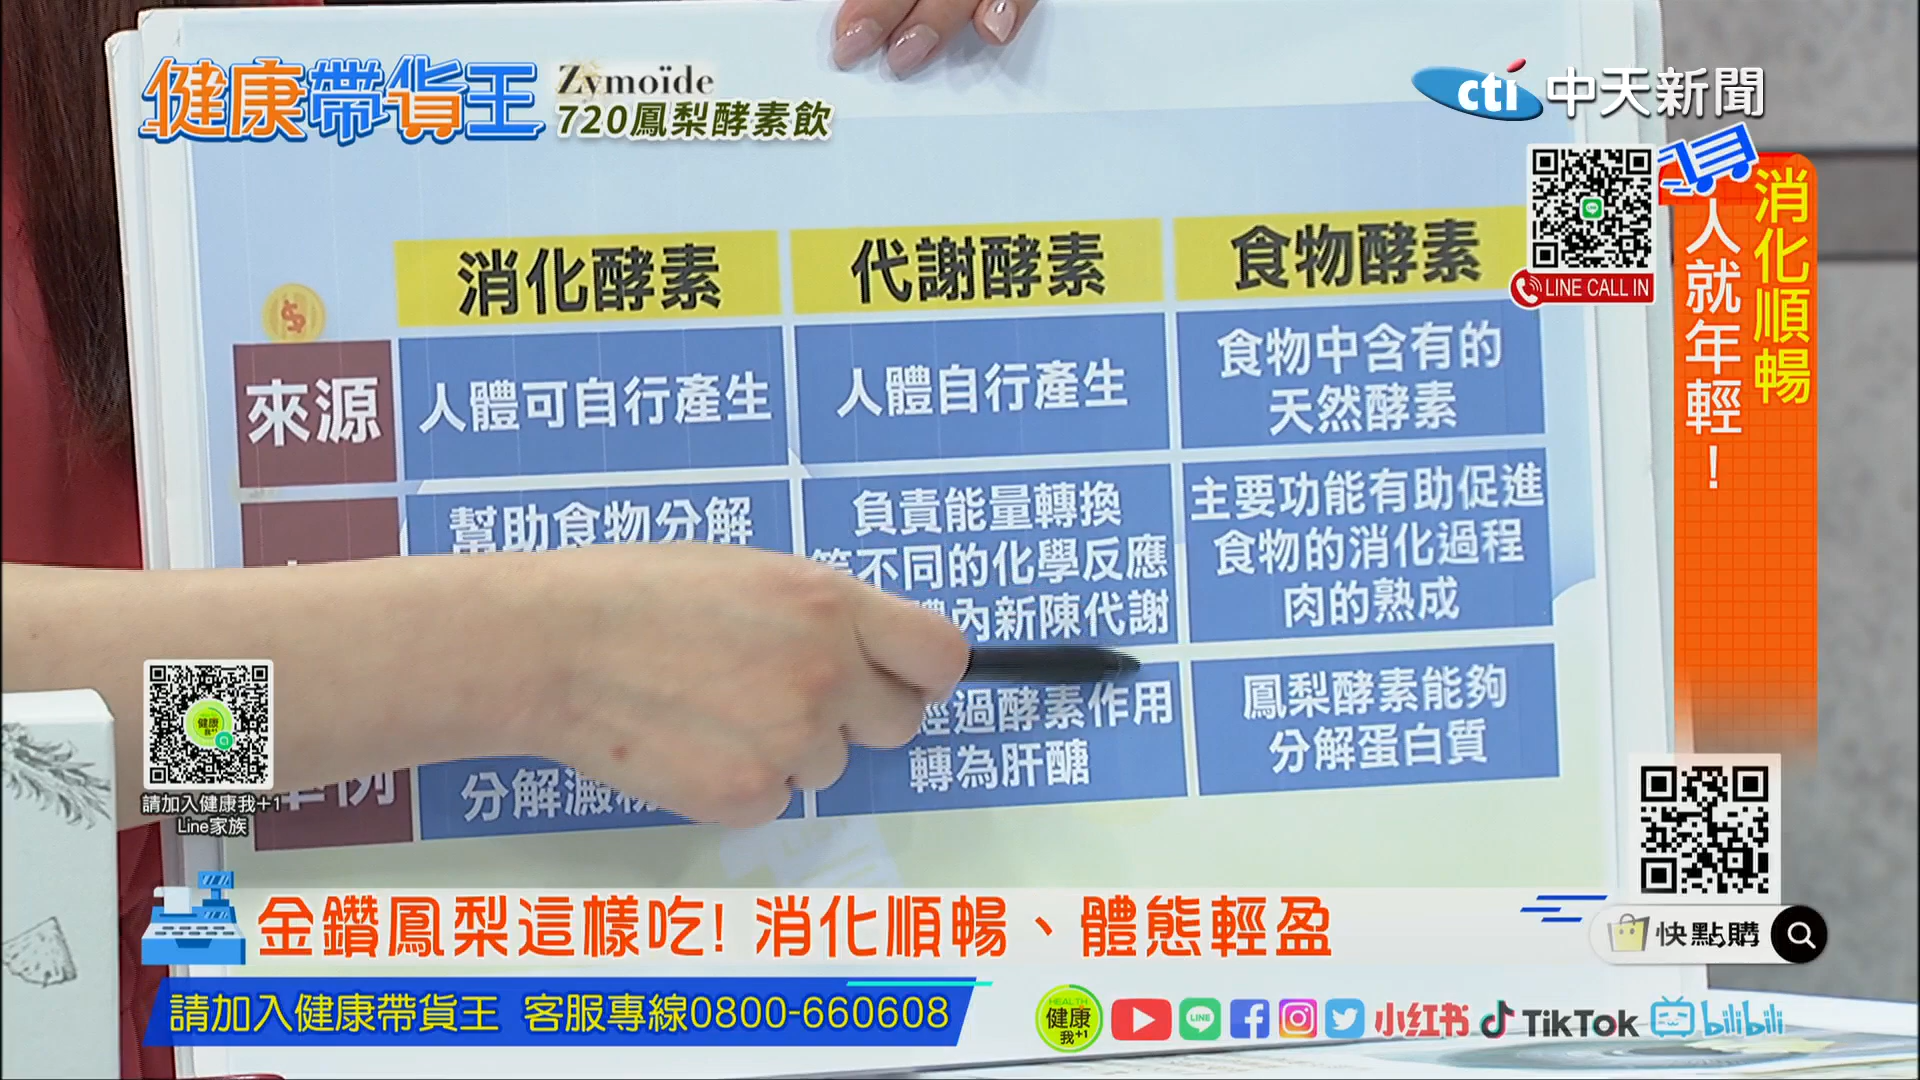 健康帶貨王
Zymoïde
720鳳梨酵素飲
cti 中天新聞
LINE CALL IN
消化順暢
人就年輕！
消化酵素 代謝酵素 食物酵素
來源 人體可自行產生 人體自行產生 食物中含有的
天然酵素
幫助食物分解
負責能量轉換
不同的化學反應
內新陳代謝
主要功能有助促進
食物的消化過程
肉的熟成
分解澱
過酵素作用
轉為肝醣
鳳梨酵素能夠
分解蛋白質
健康
我+1
請加入健康我+1
Line家族
金鑽鳳梨這樣吃! 消化順暢、體態輕盈
快點購
請加入健康帶貨王 客服專線0800-660608
HEALTH
健康
我+1
LINE
小红书
TikTok
bilibili